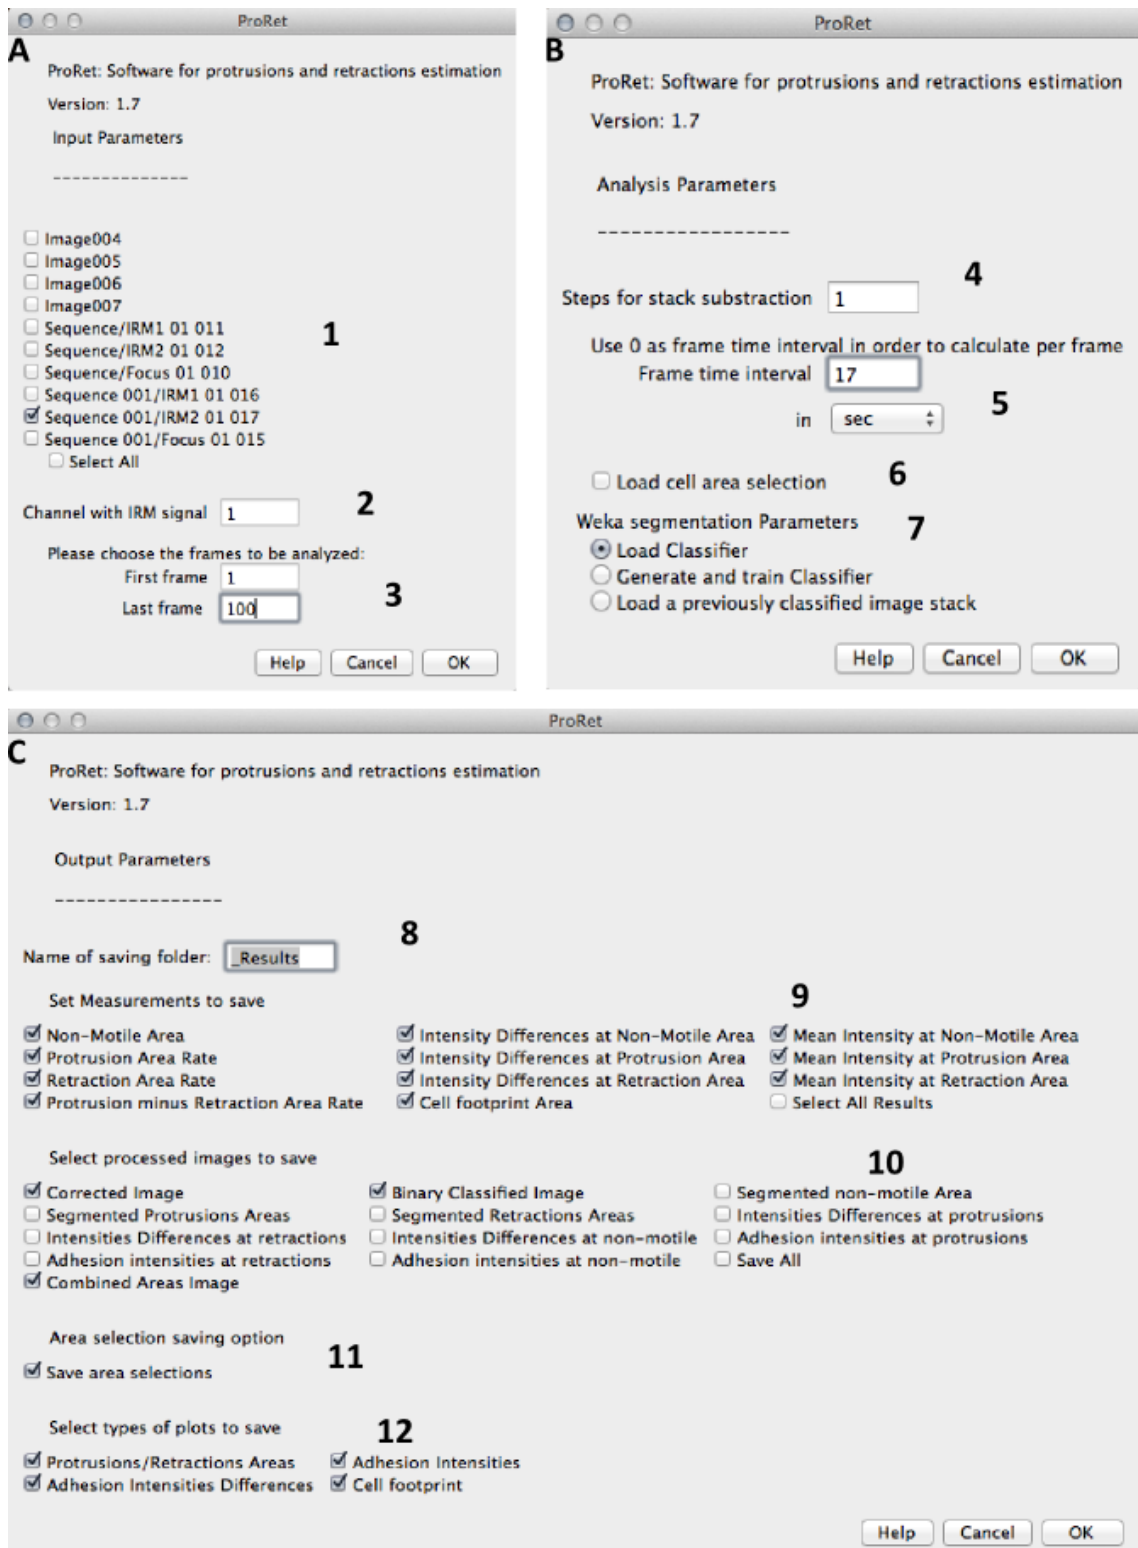 ProRet
A
ProRet: Software for protrusions and retractions estimation
Version: 1.7
Input Parameters
--------------
Image004
Image005
Image006
Image007
Sequence/IRM1 01 011
1
Sequence/IRM2 01 012
Sequence/Focus 01 010
Sequence 001/IRM1 01 016
Sequence 001/IRM2 01 017
Sequence 001/Focus 01 015
Select All
Channel with IRM signal 1
2
Please choose the frames to be analyzed:
First frame 1
Last frame 100
3
Help Cancel OK
ProRet
B
ProRet: Software for protrusions and retractions estimation
Version: 1.7
Analysis Parameters
-----------------
4
Steps for stack substraction 1
Use 0 as frame time interval in order to calculate per frame
Frame time interval 17
5
in sec
Load cell area selection
6
Weka segmentation Parameters
7
Load Classifier
Generate and train Classifier
Load a previously classified image stack
Help Cancel OK
ProRet
C
ProRet: Software for protrusions and retractions estimation
Version: 1.7
Output Parameters
----------------
8
Name of saving folder: _Results
Set Measurements to save
9
Non-Motile Area Intensity Differences at Non-Motile Area Mean Intensity at Non-Motile Area
Protrusion Area Rate Intensity Differences at Protrusion Area Mean Intensity at Protrusion Area
Retraction Area Rate Intensity Differences at Retraction Area Mean Intensity at Retraction Area
Protrusion minus Retraction Area Rate Cell footprint Area Select All Results
Select processed images to save
10
Corrected Image Binary Classified Image Segmented non-motile Area
Segmented Protrusions Areas Segmented Retractions Areas Intensities Differences at protrusions
Intensities Differences at retractions Intensities Differences at non-motile Adhesion intensities at protrusions
Adhesion intensities at retractions Adhesion intensities at non-motile Save All
Combined Areas Image
Area selection saving option
11
Save area selections
Select types of plots to save
12
Protrusions/Retractions Areas Adhesion Intensities
Adhesion Intensities Differences Cell footprint
Help Cancel OK